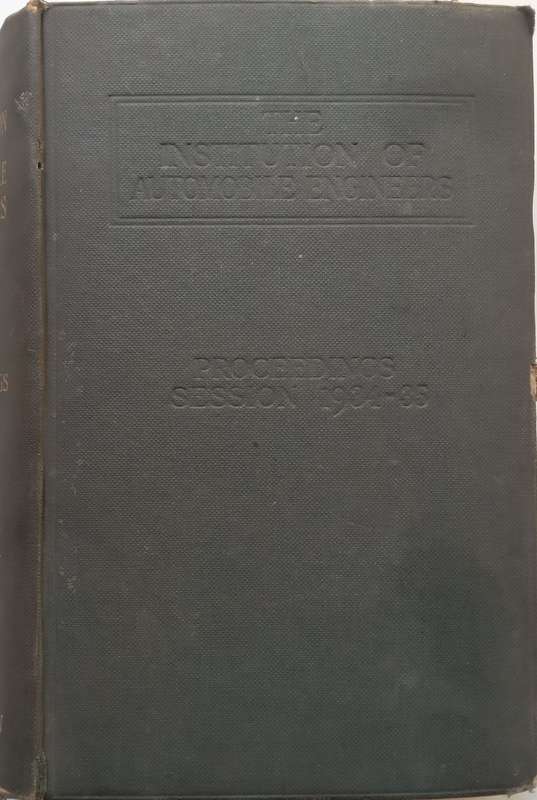 THE
INSTITUTION OF
AUTOMOBILE ENGINEERS
PROCEEDINGS
SESSION 1934-35